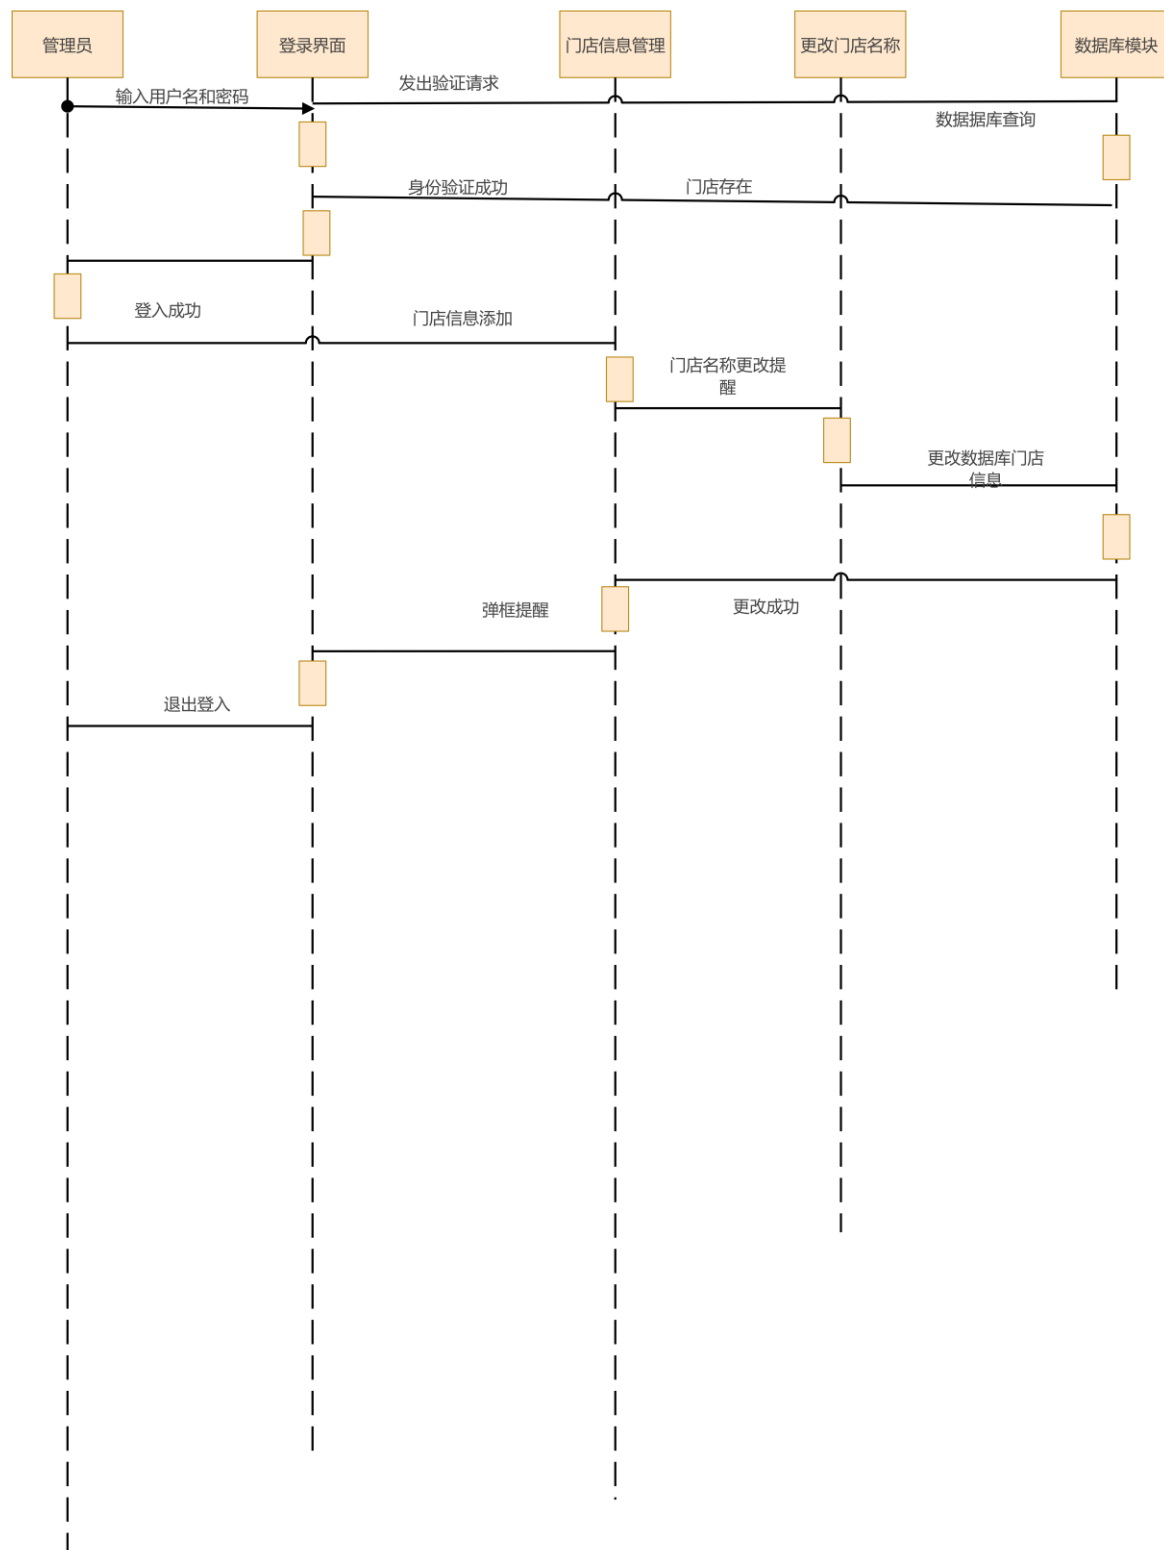 管理员
登录界面
门店信息管理
更改门店名称
数据库模块
发出验证请求
输入用户名和密码
数据据库查询
身份验证成功
门店存在
登入成功
门店信息添加
门店名称更改提
醒
更改数据库门店
信息
弹框提醒
更改成功
退出登入